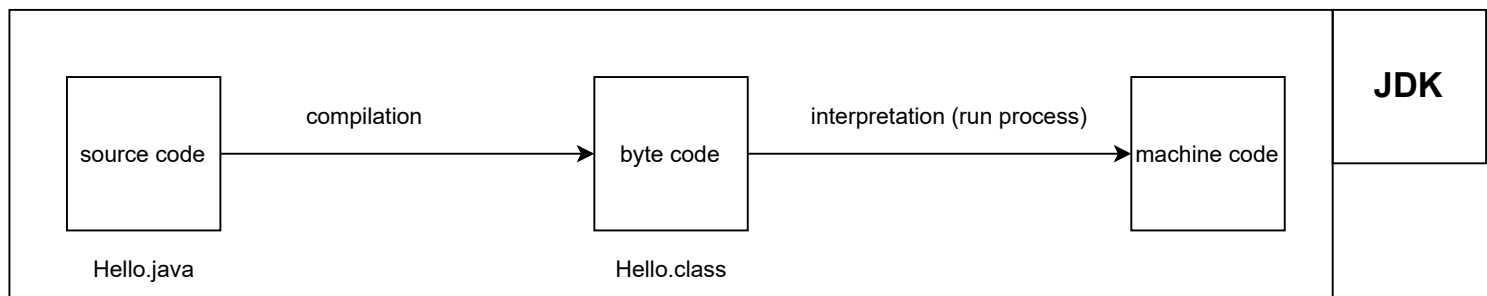 JDK
compilation
interpretation (run process)
source code
byte code
machine code
Hello.java
Hello.class